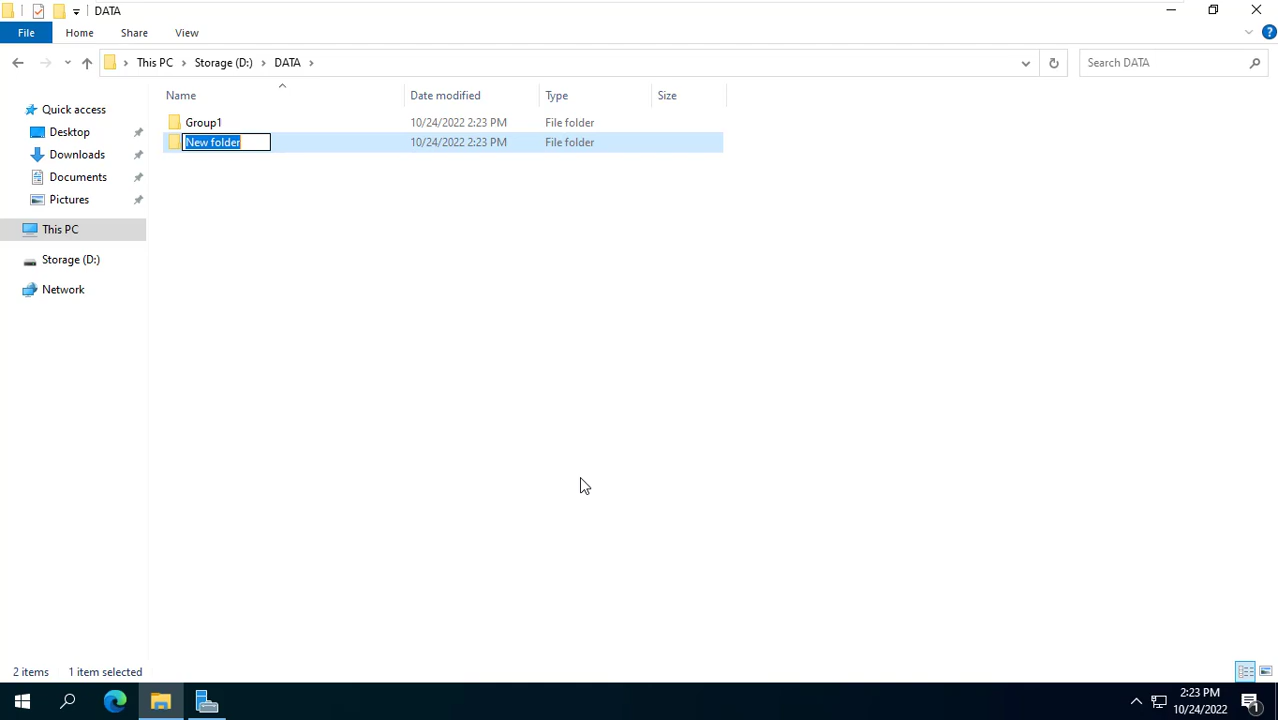 DATA
File Home Share View
This PC Storage (D:) DATA Search DATA
Name Date modified Type Size
Quick access
Desktop
Downloads
Documents
Pictures
This PC
Storage (D:)
Network
Group1 10/24/2022 2:23 PM File folder
New folder 10/24/2022 2:23 PM File folder
2 items 1 item selected
2:23 PM
10/24/2022
1